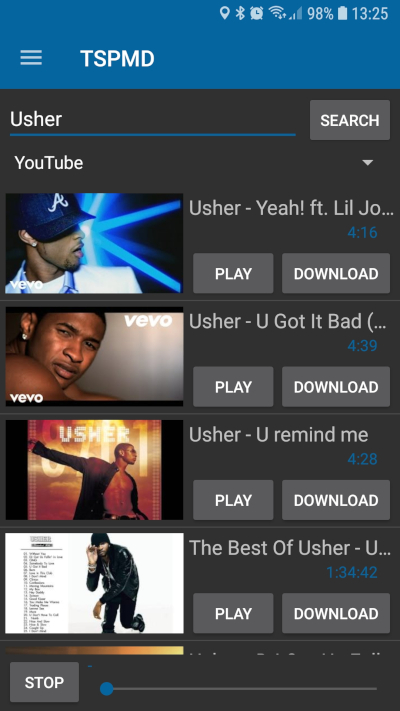 98% 13:25
TSPMD
Usher
SEARCH
YouTube
A
vevo
Usher - Yeah! ft. Lil Jo...
4:16
PLAY
DOWNLOAD
vevo
vevo
Usher - U Got It Bad (...
4:39
PLAY
DOWNLOAD
USHER
Usher - U remind me
4:28
PLAY
DOWNLOAD
The Best Of Usher - U...
1:34:42
PLAY
DOWNLOAD
STOP